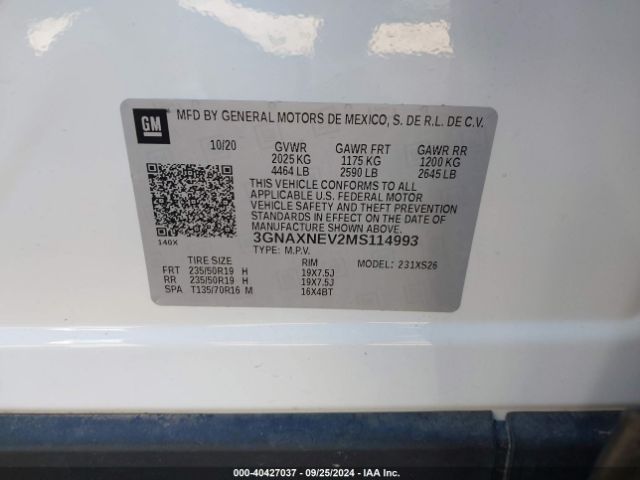 GM
MFD BY GENERAL MOTORS DE MEXICO, S. DE R.L. DE C.V.
10/20 GVWR GAWR FRT GAWR RR
2025 KG 1175 KG 1200 KG
4464 LB 2590 LB 2645 LB
THIS VEHICLE CONFORMS TO ALL
APPLICABLE U.S. FEDERAL MOTOR
VEHICLE SAFETY AND THEFT PREVENTION
STANDARDS IN EFFECT ON THE DATE OF
MANUFACTURE SHOWN ABOVE.
140X
3GNAXNEV2MS114993
TYPE: M.P.V.
TIRE SIZE RIM MODEL: 231XS26
FRT 235/50R19 H 19X7.5J
RR 235/50R19 H 19X7.5J
SPA T135/70R16 M 16X4BT
000-40427037 - 09/25/2024 - IAA Inc.